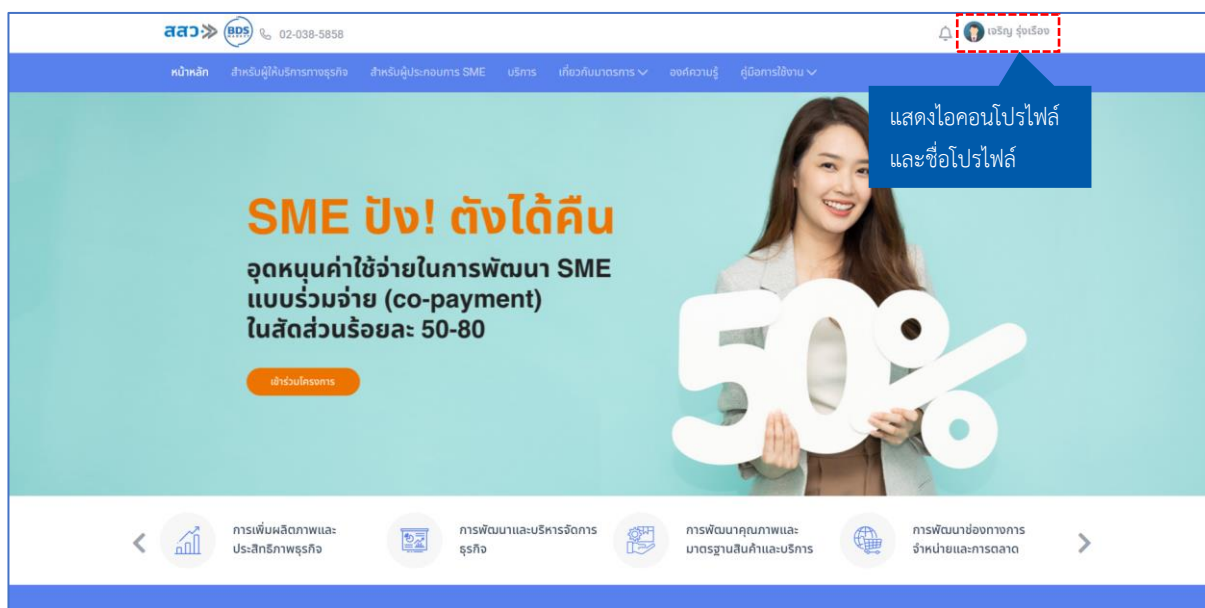 สสว BDS 02-038-5858
เจริญ รุ่งเรือง
หน้าหลัก สำหรับผู้ให้บริการทางธุรกิจ สำหรับผู้ประกอบการ SME บริการ เกี่ยวกับมาตรการ องค์ความรู้ คู่มือการใช้งาน
แสดงไอคอนโปรไฟล์
และชื่อโปรไฟล์
SME ปัง! ตังได้คืน
อุดหนุนค่าใช้จ่ายในการพัฒนา SME
แบบร่วมจ่าย (co-payment)
ในสัดส่วนร้อยละ 50-80
เข้าร่วมโครงการ
50%
การเพิ่มผลิตภาพและ
ประสิทธิภาพธุรกิจ
การพัฒนาและบริหารจัดการ
ธุรกิจ
การพัฒนาคุณภาพและ
มาตรฐานสินค้าและบริการ
การพัฒนาช่องทางการ
จำหน่ายและการตลาด